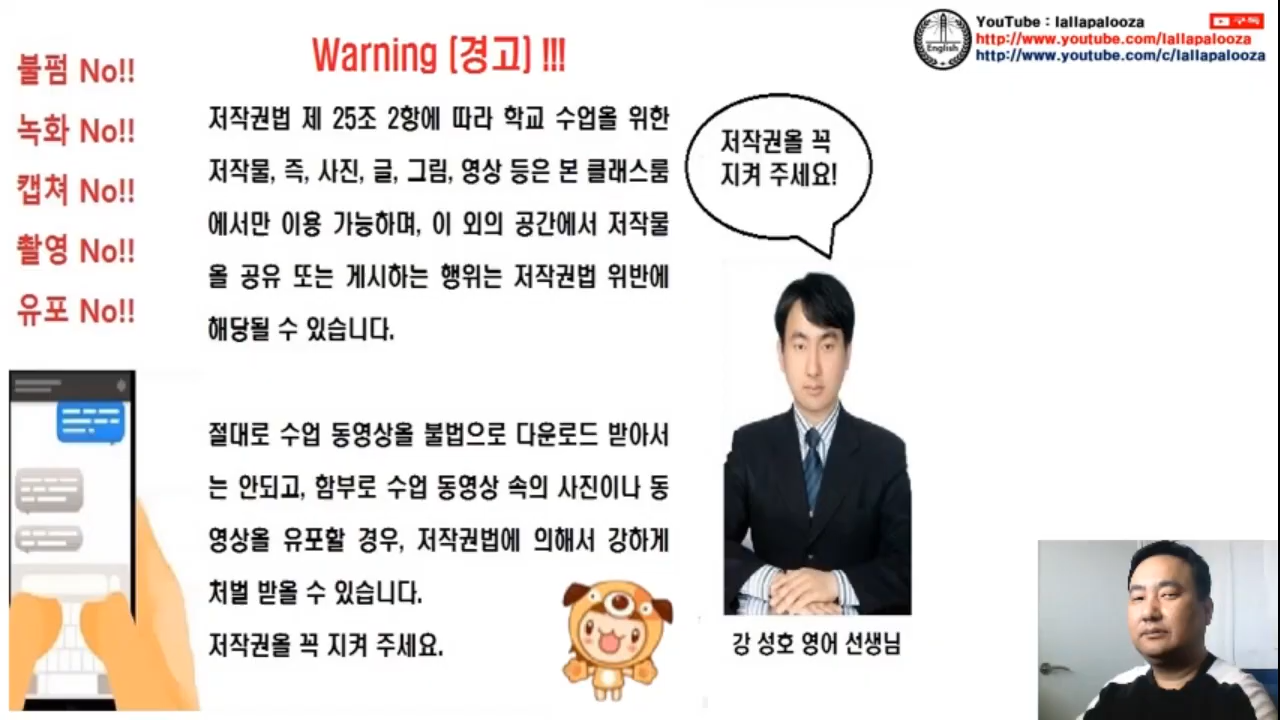 불펌 No!!
녹화 No!!
캡쳐 No!!
촬영 No!!
유포 No!!
Warning (경고) !!!
저작권법 제 25조 2항에 따라 학교 수업을 위한
저작물, 즉, 사진, 글, 그림, 영상 등은 본 클래스룸
에서만 이용 가능하며, 이 외의 공간에서 저작물
을 공유 또는 게시하는 행위는 저작권법 위반에
해당될 수 있습니다.
절대로 수업 동영상을 불법으로 다운로드 받아서
는 안되고, 함부로 수업 동영상 속의 사진이나 동
영상을 유포할 경우, 저작권법에 의해서 강하게
처벌 받을 수 있습니다.
저작권을 꼭 지켜 주세요.
저작권을 꼭
지켜 주세요!
강 성호 영어 선생님
English
YouTube : lallapalooza
구독
http://www.youtube.com/lallapalooza
http://www.youtube.com/c/lallapalooza